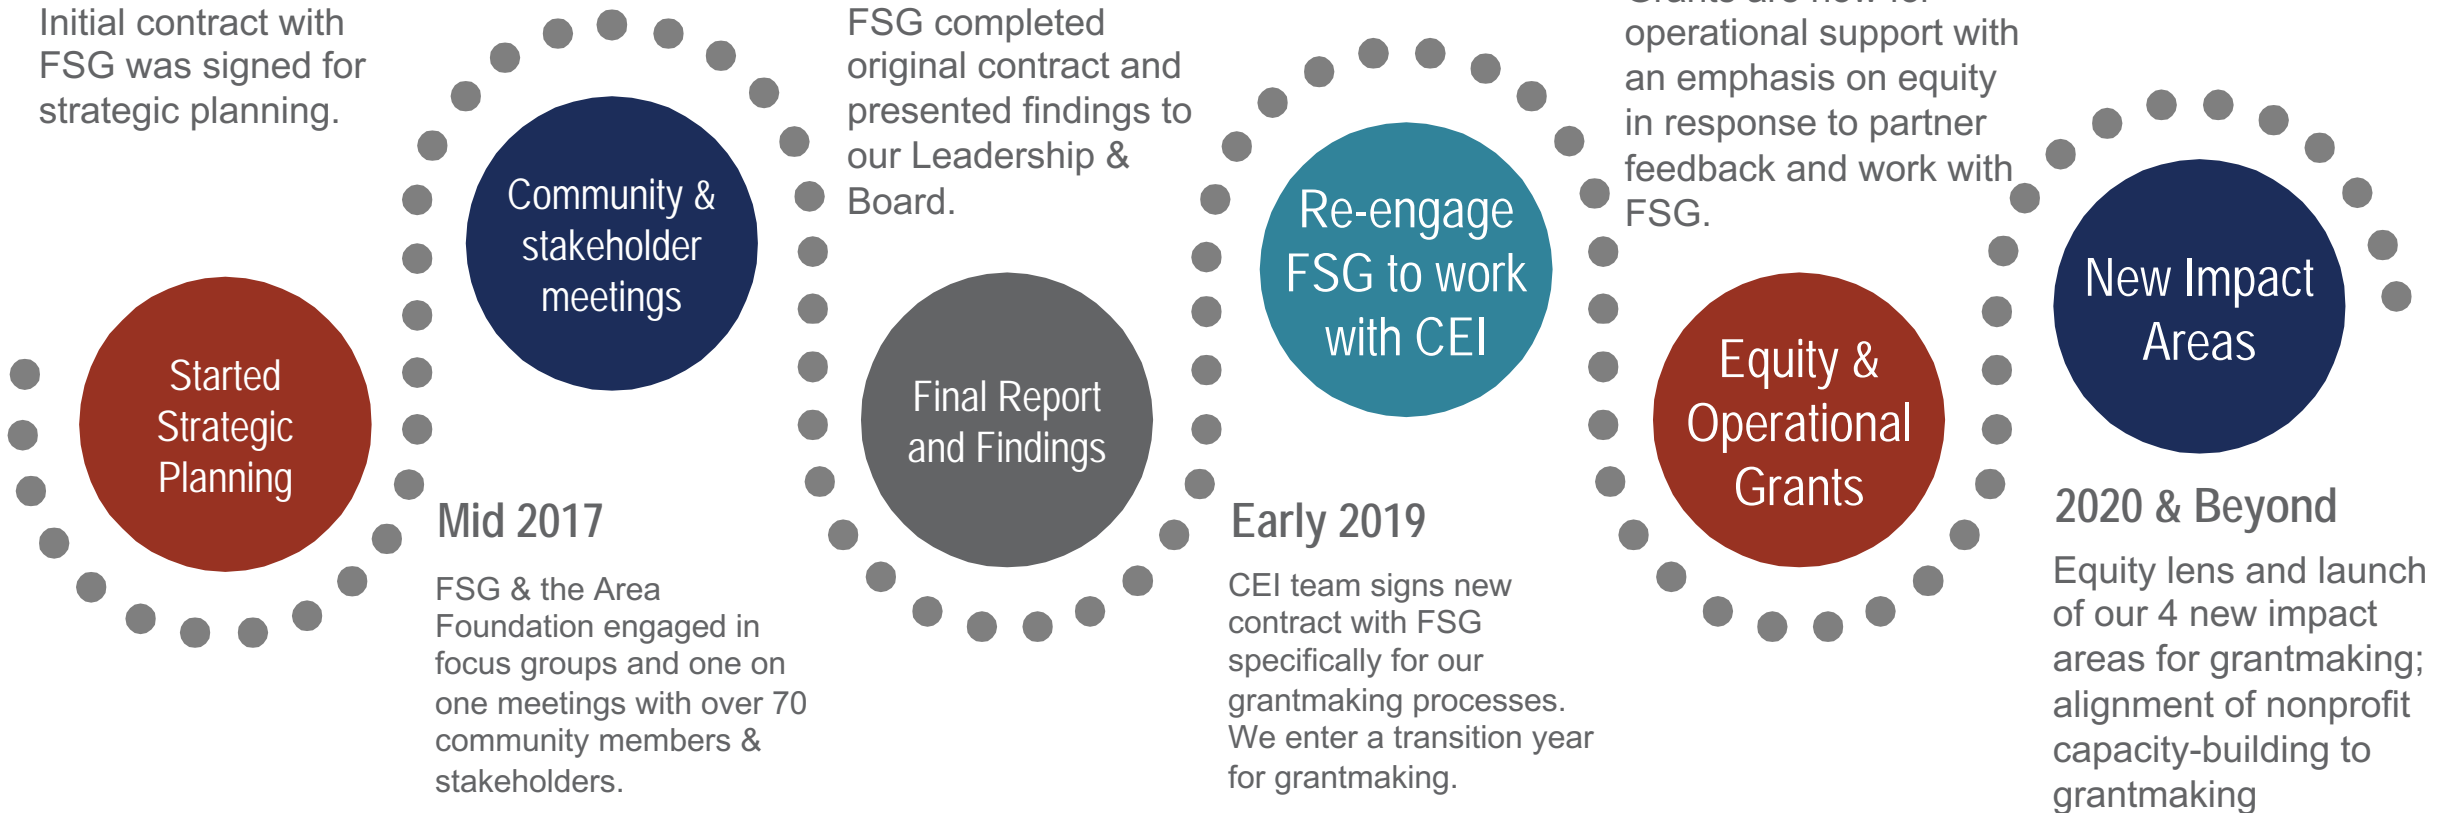 Initial contract with
FSG was signed for
strategic planning.
Started
Strategic
Planning
Community &
stakeholder
meetings
Mid 2017
FSG & the Area
Foundation engaged in
focus groups and one on
one meetings with over 70
community members &
stakeholders.
FSG completed
original contract and
presented findings to
our Leadership &
Board.
Final Report
and Findings
Re-engage
FSG to work
with CEI
Early 2019
CEI team signs new
contract with FSG
specifically for our
grantmaking processes.
We enter a transition year
for grantmaking.
Grants are now for
operational support with
an emphasis on equity
in response to partner
feedback and work with
FSG.
Equity &
Operational
Grants
New Impact
Areas
2020 & Beyond
Equity lens and launch
of our 4 new impact
areas for grantmaking;
alignment of nonprofit
capacity-building to
grantmaking